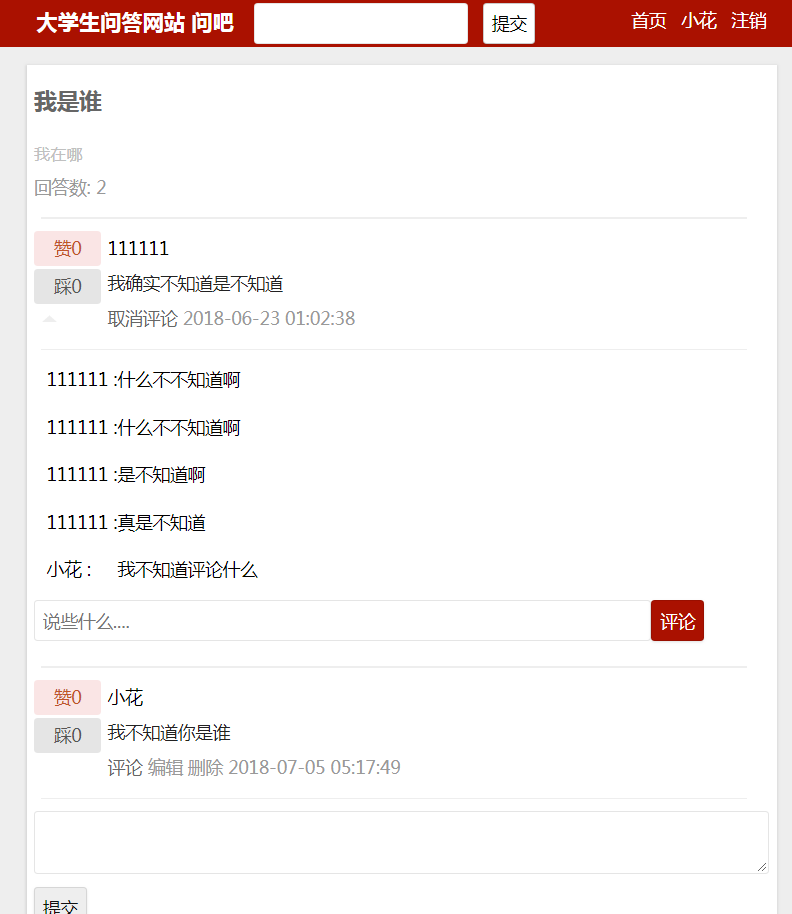 大学生问答网站 问吧 提交 首页 小花 注销
我是谁
我在哪
回答数: 2
赞0 111111
踩0 我确实不知道是不知道
取消评论 2018-06-23 01:02:38
111111 :什么不不知道啊
111111 :什么不不知道啊
111111 :是不知道啊
111111 :真是不知道
小花 : 我不知道评论什么
说些什么.... 评论
赞0 小花
踩0 我不知道你是谁
评论 编辑 删除 2018-07-05 05:17:49
提交